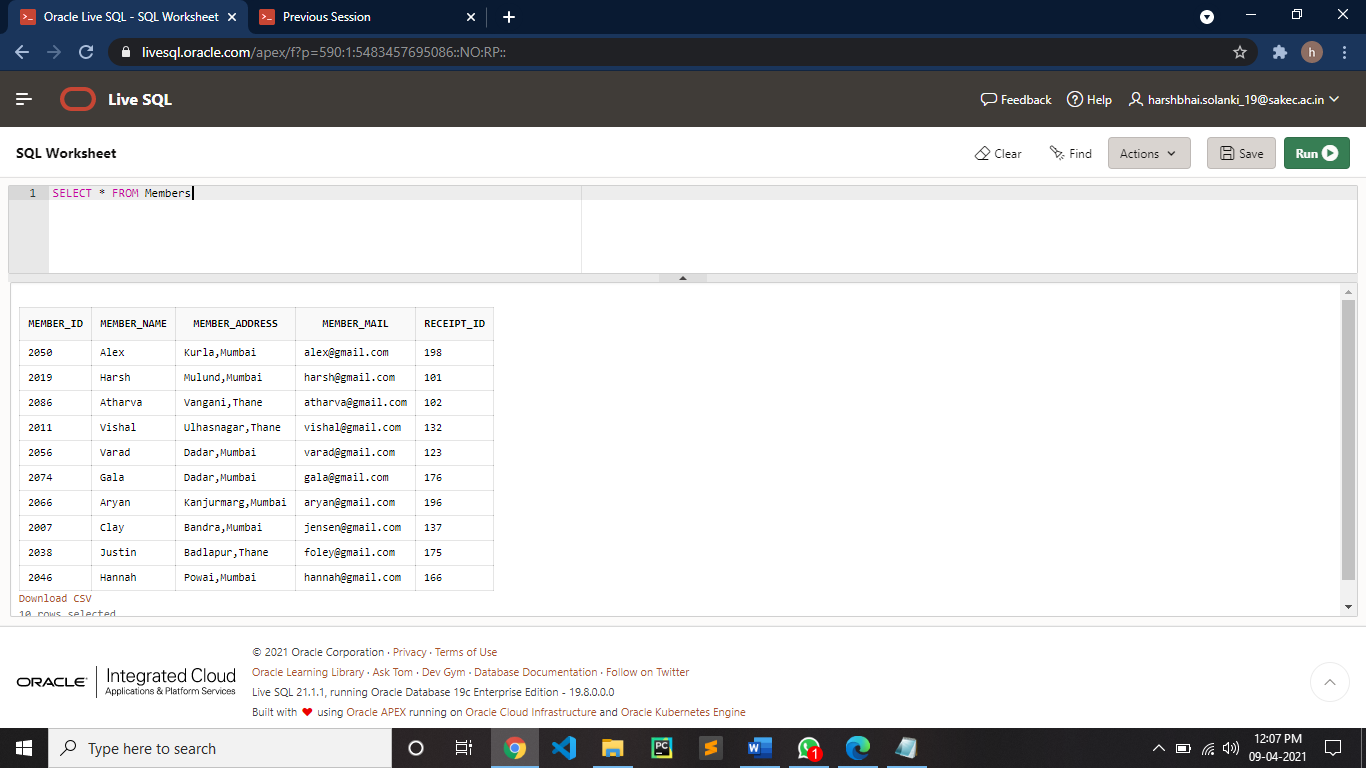 Oracle Live SQL - SQL Worksheet
Previous Session
livesql.oracle.com/apex/f?p=590:1:5483457695086::NO:RP::
h
Live SQL
Feedback
Help
harshbhai.solanki_19@sakec.ac.in
SQL Worksheet
Clear
Find
Actions
Save
Run
1 SELECT * FROM Members
MEMBER_ID MEMBER_NAME MEMBER_ADDRESS MEMBER_MAIL RECEIPT_ID
2050 Alex Kurla,Mumbai alex@gmail.com 198
2019 Harsh Mulund,Mumbai harsh@gmail.com 101
2086 Atharva Vangani,Thane atharva@gmail.com 102
2011 Vishal Ulhasnagar,Thane vishal@gmail.com 132
2056 Varad Dadar,Mumbai varad@gmail.com 123
2074 Gala Dadar,Mumbai gala@gmail.com 176
2066 Aryan Kanjurmarg,Mumbai aryan@gmail.com 196
2007 Clay Bandra,Mumbai jensen@gmail.com 137
2038 Justin Badlapur,Thane foley@gmail.com 175
2046 Hannah Powai,Mumbai hannah@gmail.com 166
Download CSV
10 rows selected.
ORACLE
Integrated Cloud
Applications & Platform Services
© 2021 Oracle Corporation · Privacy · Terms of Use
Oracle Learning Library · Ask Tom · Dev Gym · Database Documentation · Follow on Twitter
Live SQL 21.1.1, running Oracle Database 19c Enterprise Edition - 19.8.0.0.0
Built with ❤ using Oracle APEX running on Oracle Cloud Infrastructure and Oracle Kubernetes Engine
Type here to search
PC
W
1
12:07 PM
09-04-2021